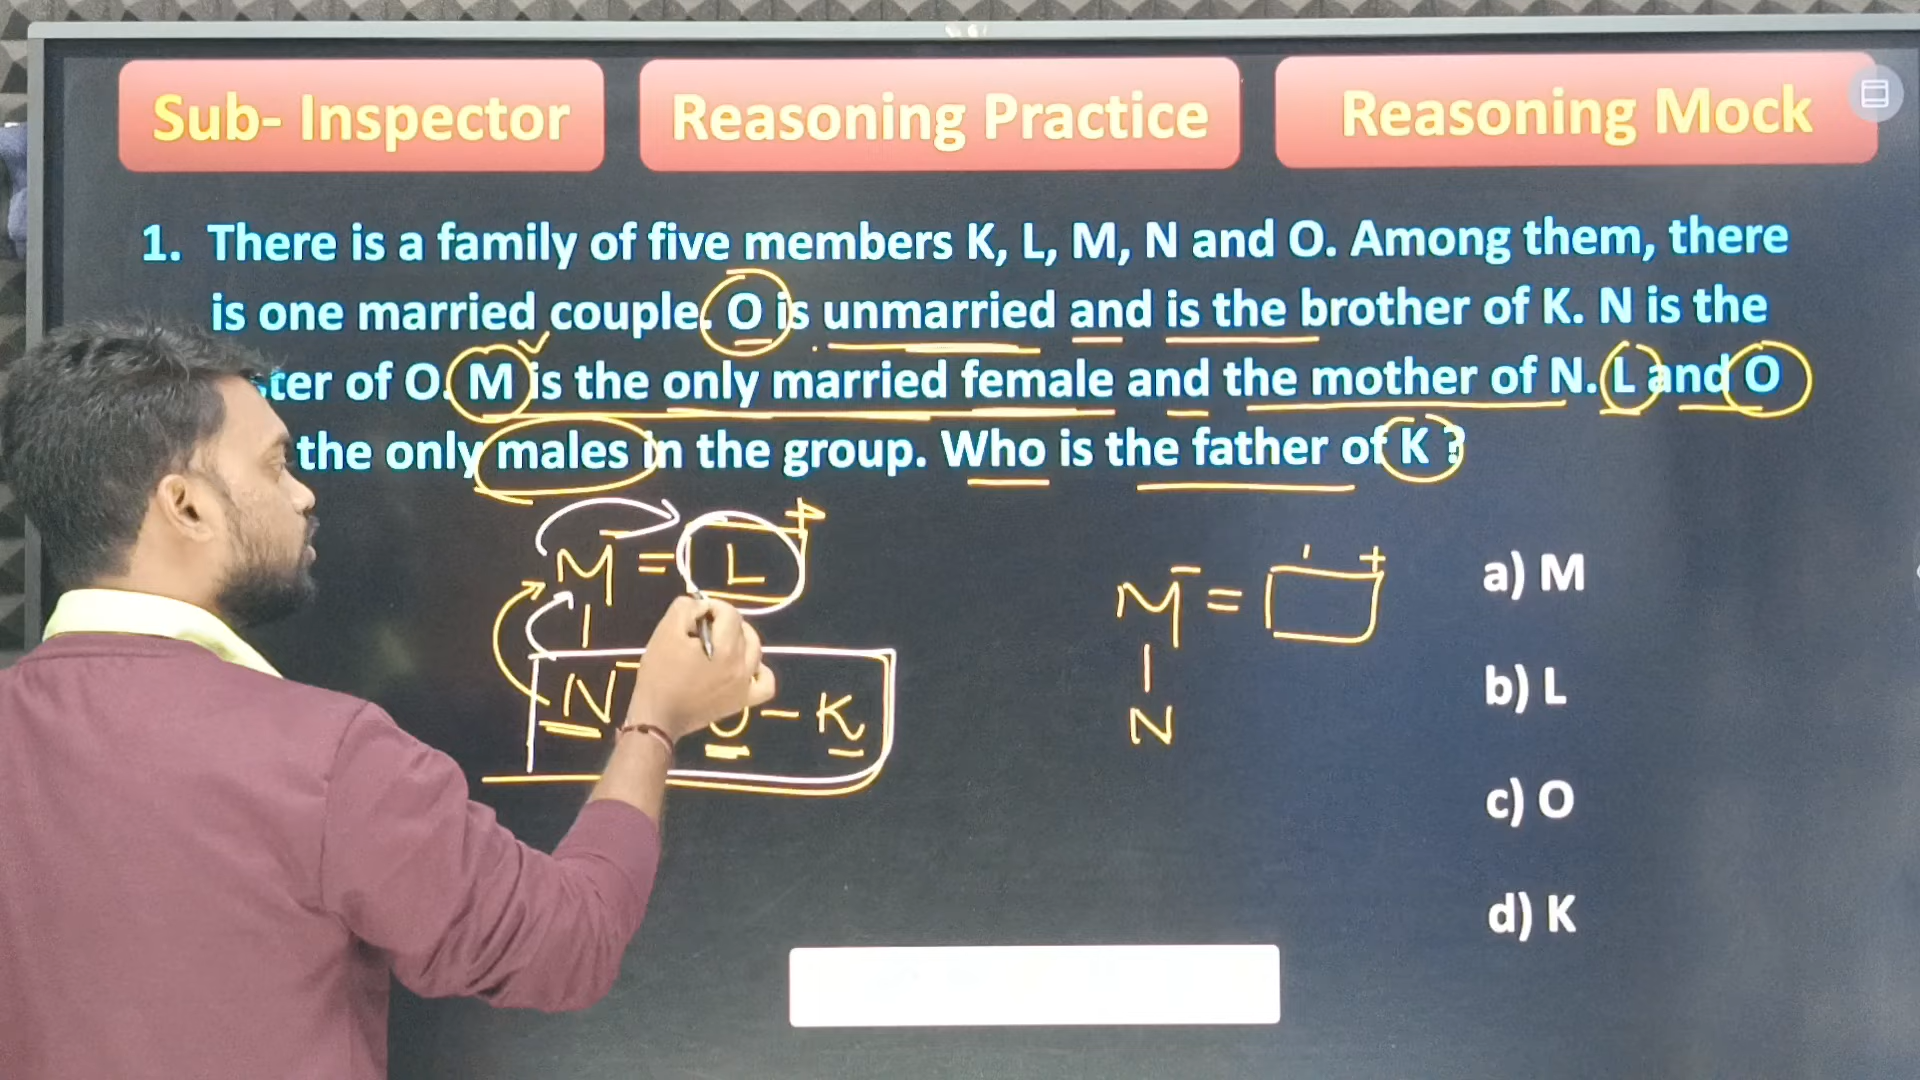 Sub- Inspector
Reasoning Practice
Reasoning Mock
1. There is a family of five members K, L, M, N and O. Among them, there
is one married couple. O is unmarried and is the brother of K. N is the
ter of O. M is the only married female and the mother of N. L and O
the only males in the group. Who is the father of K ?
M = L +
N - K
M = +
N
a) M
b) L
c) O
d) K